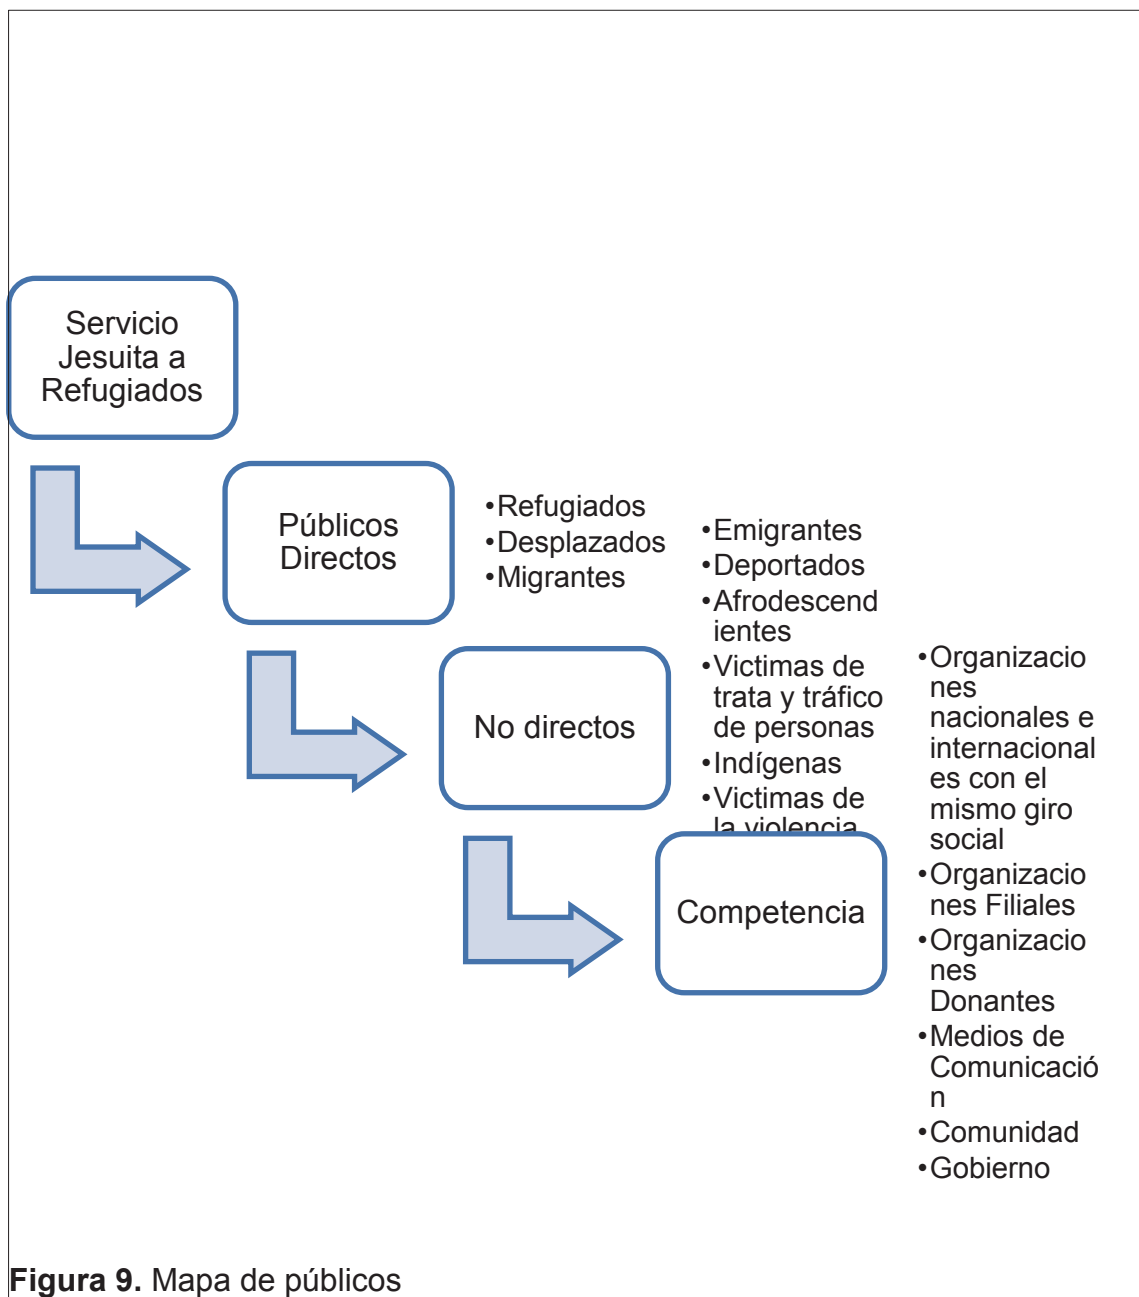 Servicio
Jesuita a
Refugiados
Públicos
Directos
•Refugiados
•Desplazados
•Migrantes
No directos
•Emigrantes
•Deportados
•Afrodescend
ientes
•Victimas de
trata y tráfico
de personas
•Indígenas
•Victimas de
la violencia
Competencia
•Organizacio
nes
nacionales e
internacional
es con el
mismo giro
social
•Organizacio
nes Filiales
•Organizacio
nes
Donantes
•Medios de
Comunicació
n
•Comunidad
•Gobierno
Figura 9. Mapa de públicos